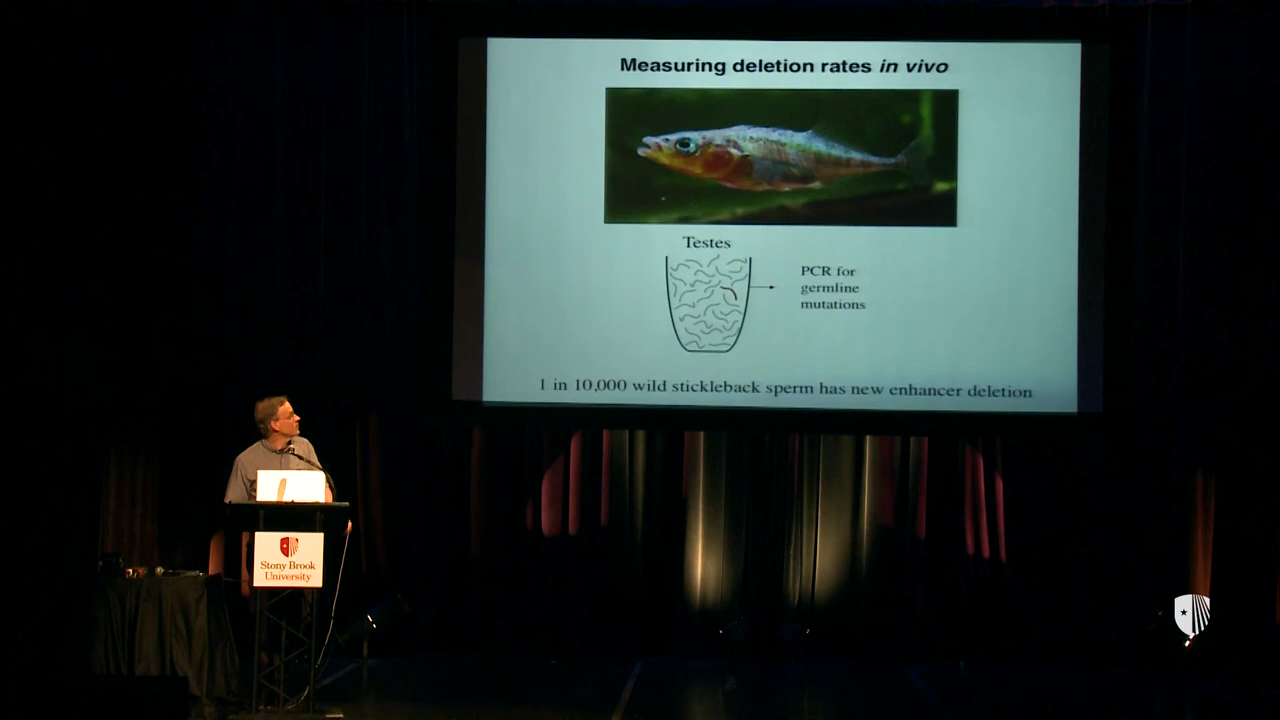 Measuring deletion rates in vivo
Testes
PCR for
germline
mutations
1 in 10,000 wild stickleback sperm has new enhancer deletion
Stony Brook
University